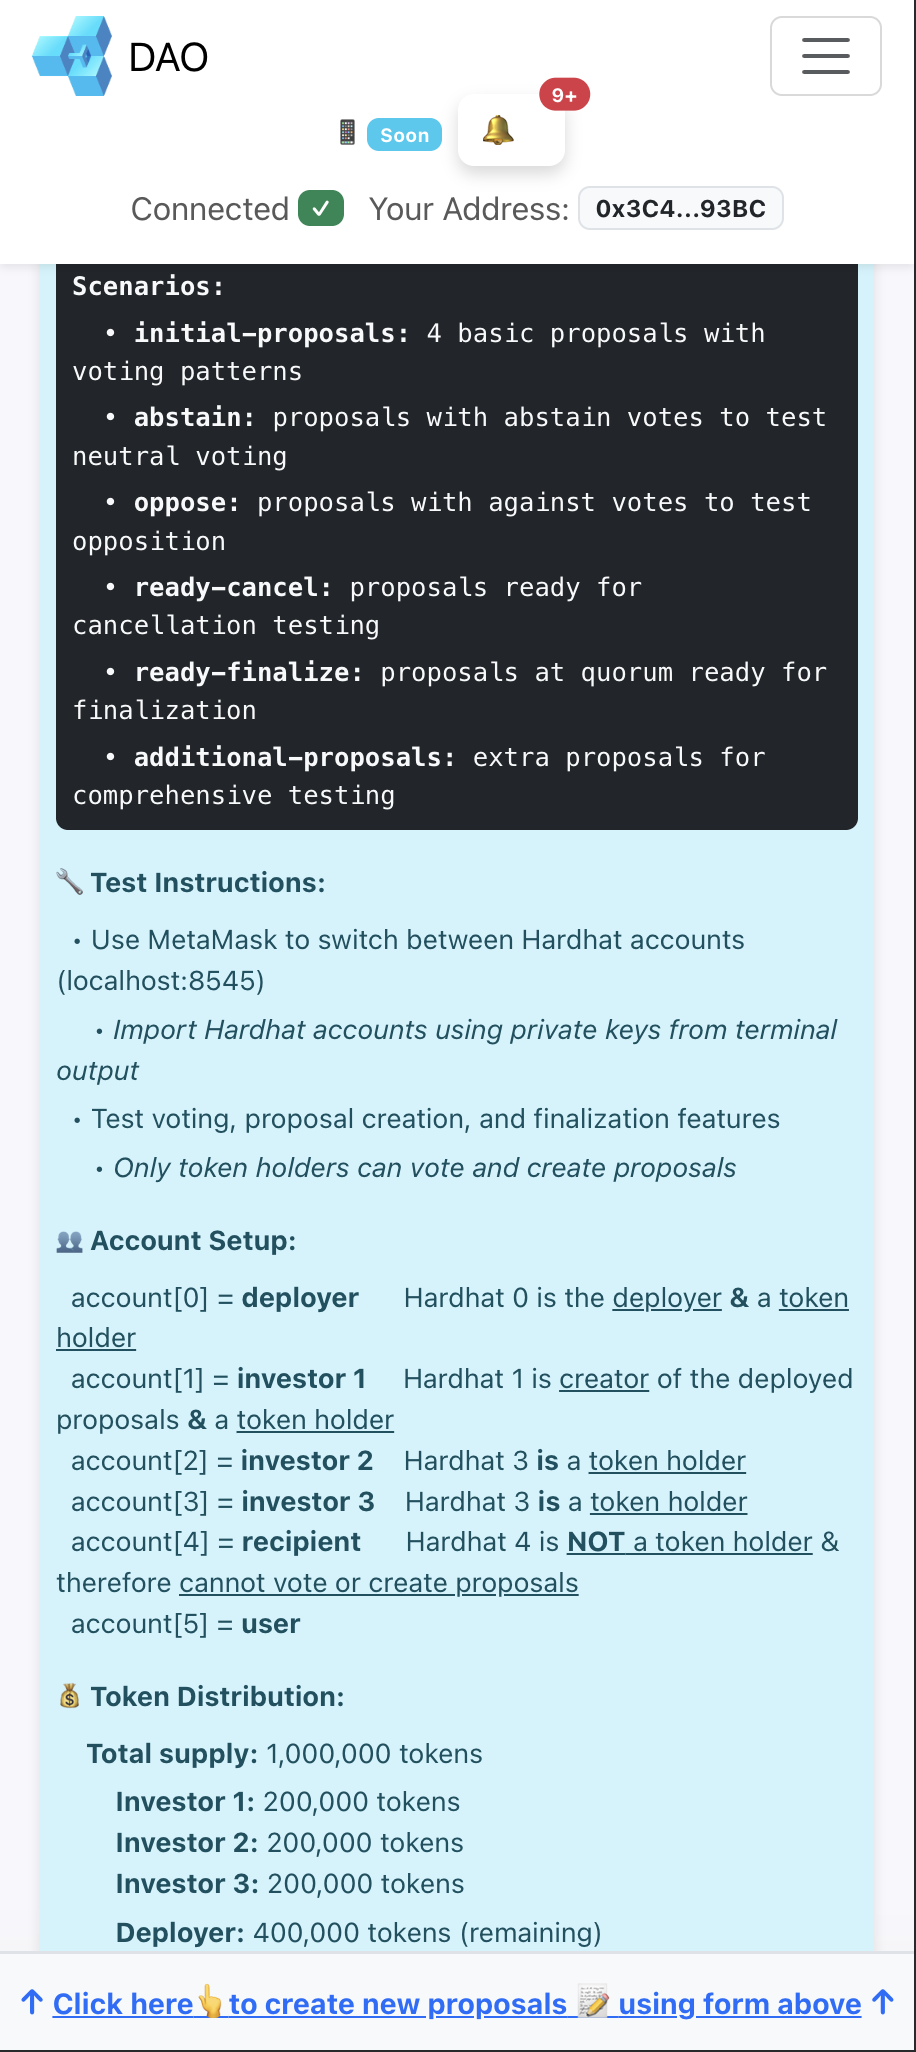 DAO
9+
Soon
Connected Your Address: 0x3C4...93BC
Scenarios:
• initial-proposals: 4 basic proposals with
voting patterns
• abstain: proposals with abstain votes to test
neutral voting
• oppose: proposals with against votes to test
opposition
• ready-cancel: proposals ready for
cancellation testing
• ready-finalize: proposals at quorum ready for
finalization
• additional-proposals: extra proposals for
comprehensive testing
🔧 Test Instructions:
• Use MetaMask to switch between Hardhat accounts
(localhost:8545)
• Import Hardhat accounts using private keys from terminal
output
• Test voting, proposal creation, and finalization features
• Only token holders can vote and create proposals
👥 Account Setup:
account[0] = deployer Hardhat 0 is the deployer & a token
holder
account[1] = investor 1 Hardhat 1 is creator of the deployed
proposals & a token holder
account[2] = investor 2 Hardhat 3 is a token holder
account[3] = investor 3 Hardhat 3 is a token holder
account[4] = recipient Hardhat 4 is NOT a token holder &
therefore cannot vote or create proposals
account[5] = user
💰 Token Distribution:
Total supply: 1,000,000 tokens
Investor 1: 200,000 tokens
Investor 2: 200,000 tokens
Investor 3: 200,000 tokens
Deployer: 400,000 tokens (remaining)
↑ Click here👆to create new proposals 📝 using form above ↑